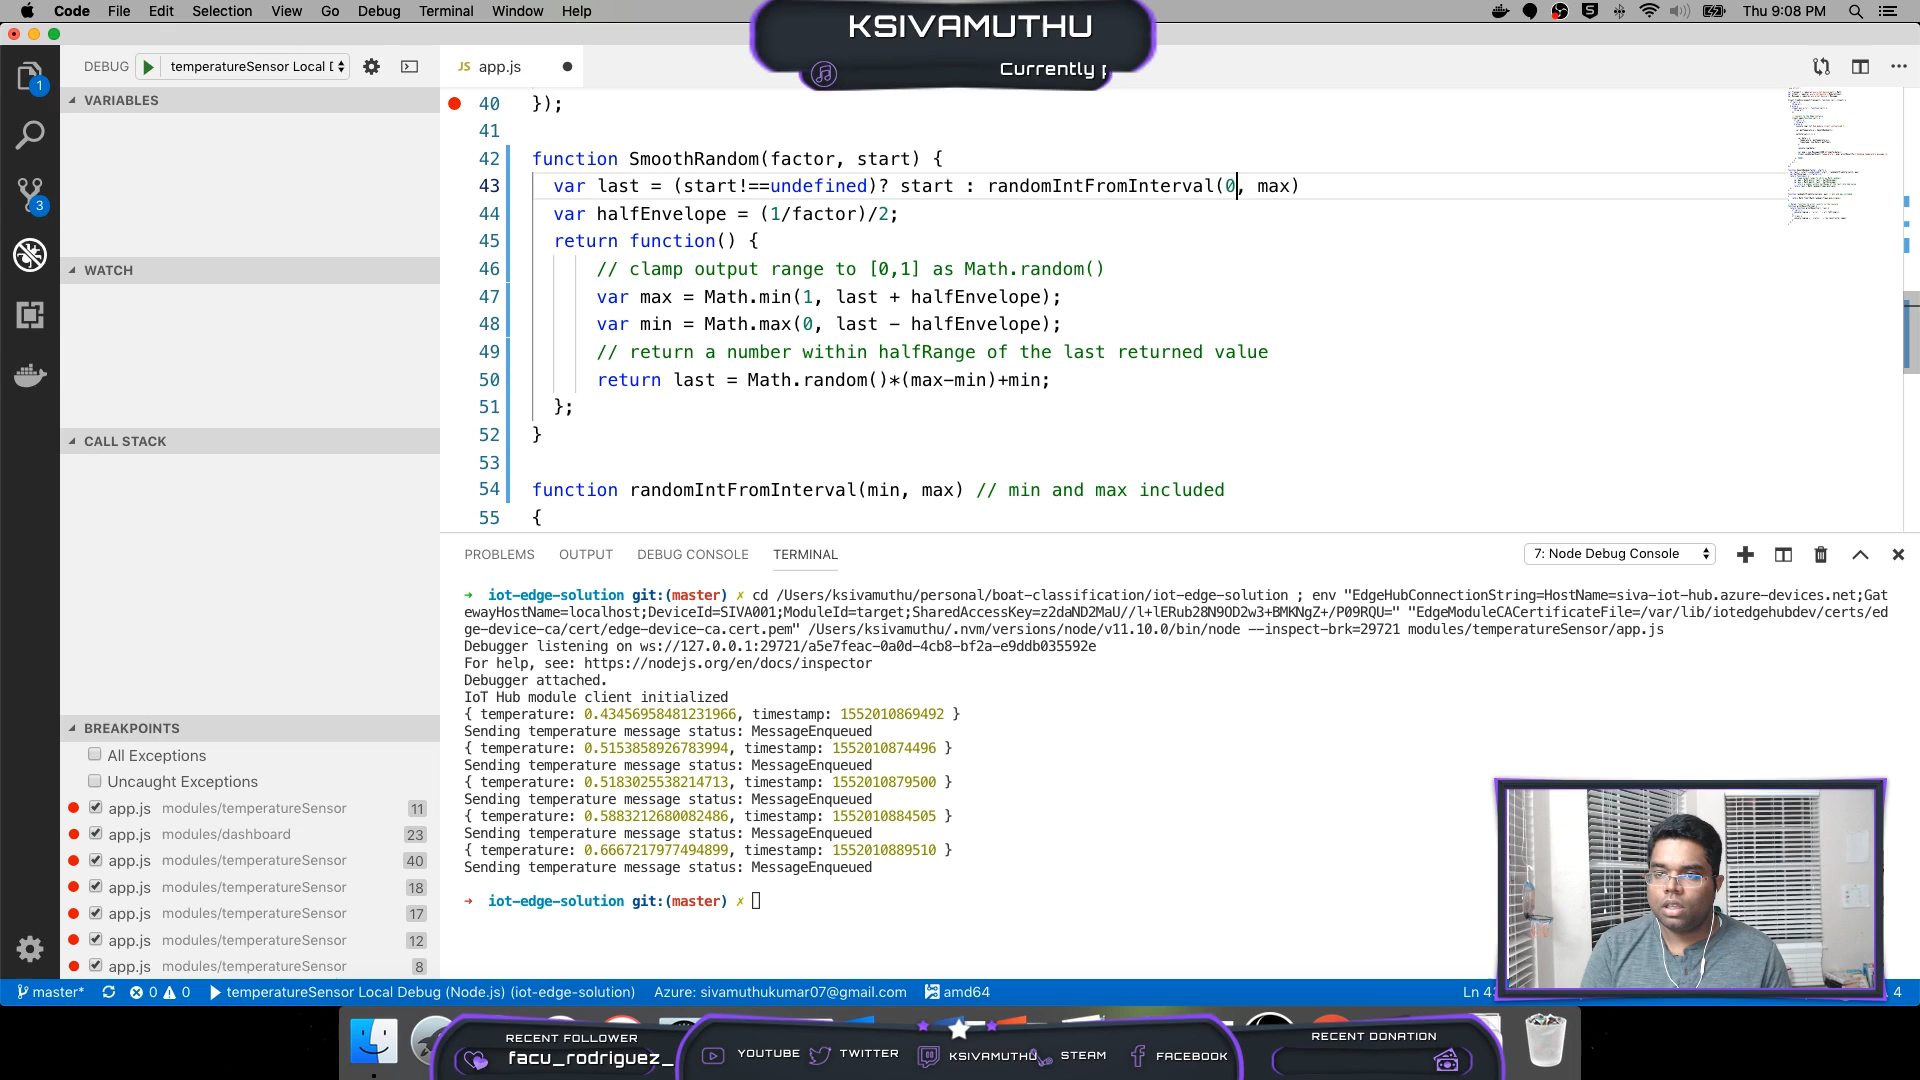 Code File Edit Selection View Go Debug Terminal Window Help
Thu 9:08 PM
KSIVAMUTHU
Currently
DEBUG temperatureSensor Local
JS app.js
VARIABLES
WATCH
CALL STACK
BREAKPOINTS
All Exceptions
Uncaught Exceptions
app.js modules/temperatureSensor 11
app.js modules/dashboard 23
app.js modules/temperatureSensor 40
app.js modules/temperatureSensor 18
app.js modules/temperatureSensor 17
app.js modules/temperatureSensor 12
app.js modules/temperatureSensor 8
1
3
40 });
41
42 function SmoothRandom(factor, start) {
43 var last = (start!==undefined)? start : randomIntFromInterval(0, max)
44 var halfEnvelope = (1/factor)/2;
45 return function() {
46 // clamp output range to [0,1] as Math.random()
47 var max = Math.min(1, last + halfEnvelope);
48 var min = Math.max(0, last - halfEnvelope);
49 // return a number within halfRange of the last returned value
50 return last = Math.random()*(max-min)+min;
51 };
52 }
53
54 function randomIntFromInterval(min, max) // min and max included
55 {
PROBLEMS OUTPUT DEBUG CONSOLE TERMINAL
7: Node Debug Console
→ iot-edge-solution git:(master) ✗ cd /Users/ksivamuthu/personal/boat-classification/iot-edge-solution ; env "EdgeHubConnectionString=HostName=siva-iot-hub.azure-devices.net;Gat
ewayHostName=localhost;DeviceId=SIVA001;ModuleId=target;SharedAccessKey=z2daND2MaU//l+lERub28N9OD2w3+BMKNgZ+/P09RQU=" "EdgeModuleCACertificateFile=/var/lib/iotedgehubdev/certs/ed
ge-device-ca/cert/edge-device-ca.cert.pem" /Users/ksivamuthu/.nvm/versions/node/v11.10.0/bin/node --inspect-brk=29721 modules/temperatureSensor/app.js
Debugger listening on ws://127.0.0.1:29721/a5e7feac-0a0d-4cb8-bf2a-e9ddb035592e
For help, see: https://nodejs.org/en/docs/inspector
Debugger attached.
IoT Hub module client initialized
{ temperature: 0.43456958481231966, timestamp: 1552010869492 }
Sending temperature message status: MessageEnqueued
{ temperature: 0.5153858926783994, timestamp: 1552010874496 }
Sending temperature message status: MessageEnqueued
{ temperature: 0.5183025538214713, timestamp: 1552010879500 }
Sending temperature message status: MessageEnqueued
{ temperature: 0.5883212680082486, timestamp: 1552010884505 }
Sending temperature message status: MessageEnqueued
{ temperature: 0.6667217977494899, timestamp: 1552010889510 }
Sending temperature message status: MessageEnqueued
→ iot-edge-solution git:(master) ✗
master* 0 0 temperatureSensor Local Debug (Node.js) (iot-edge-solution) Azure: sivamuthukumar07@gmail.com amd64 Ln 4
RECENT FOLLOWER
facu_rodriguez_
YOUTUBE TWITTER KSIVAMUTHU STEAM FACEBOOK
RECENT DONATION